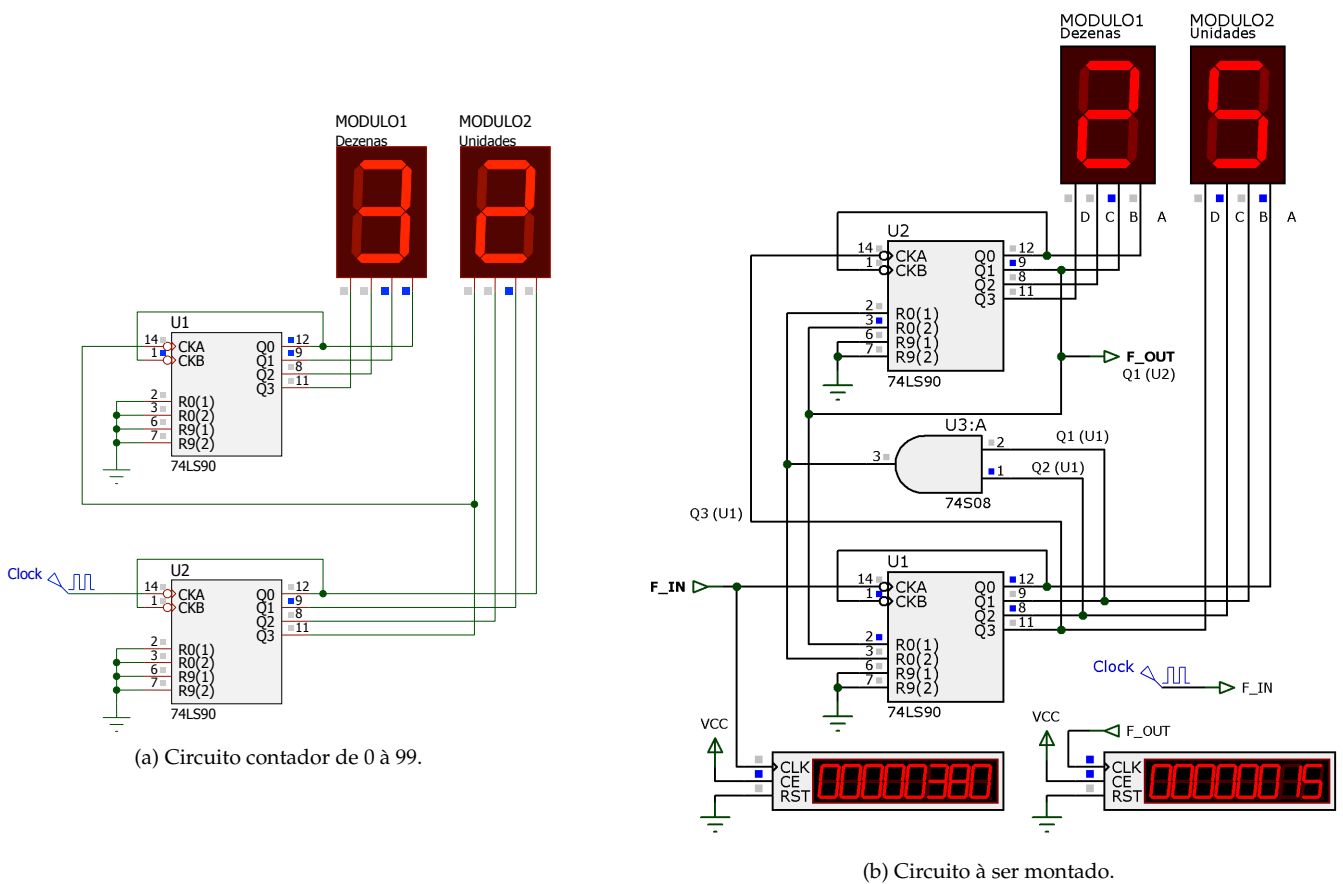 MODULO1
Dezenas
MODULO2
Unidades
32
U1
14 CKA Q0 12
1 CKB Q1 9
Q2 8
Q3 11
2 R0(1)
3 R0(2)
6 R9(1)
7 R9(2)
74LS90
Clock
U2
14 CKA Q0 12
1 CKB Q1 9
Q2 8
Q3 11
2 R0(1)
3 R0(2)
6 R9(1)
7 R9(2)
74LS90
(a) Circuito contador de 0 à 99.
MODULO1
Dezenas
MODULO2
Unidades
25
D C B A D C B A
U2
14 CKA Q0 12
1 CKB Q1 9
Q2 8
Q3 11
2 R0(1)
3 R0(2)
6 R9(1)
7 R9(2)
74LS90
F_OUT
Q1 (U2)
U3:A
3
2 Q1 (U1)
1 Q2 (U1)
74S08
Q3 (U1)
F_IN
U1
14 CKA Q0 12
1 CKB Q1 9
Q2 8
Q3 11
2 R0(1)
3 R0(2)
6 R9(1)
7 R9(2)
74LS90
Clock
F_IN
VCC
CLK
CE
RST
00000380
VCC
F_OUT
CLK
CE
RST
00000015
(b) Circuito à ser montado.